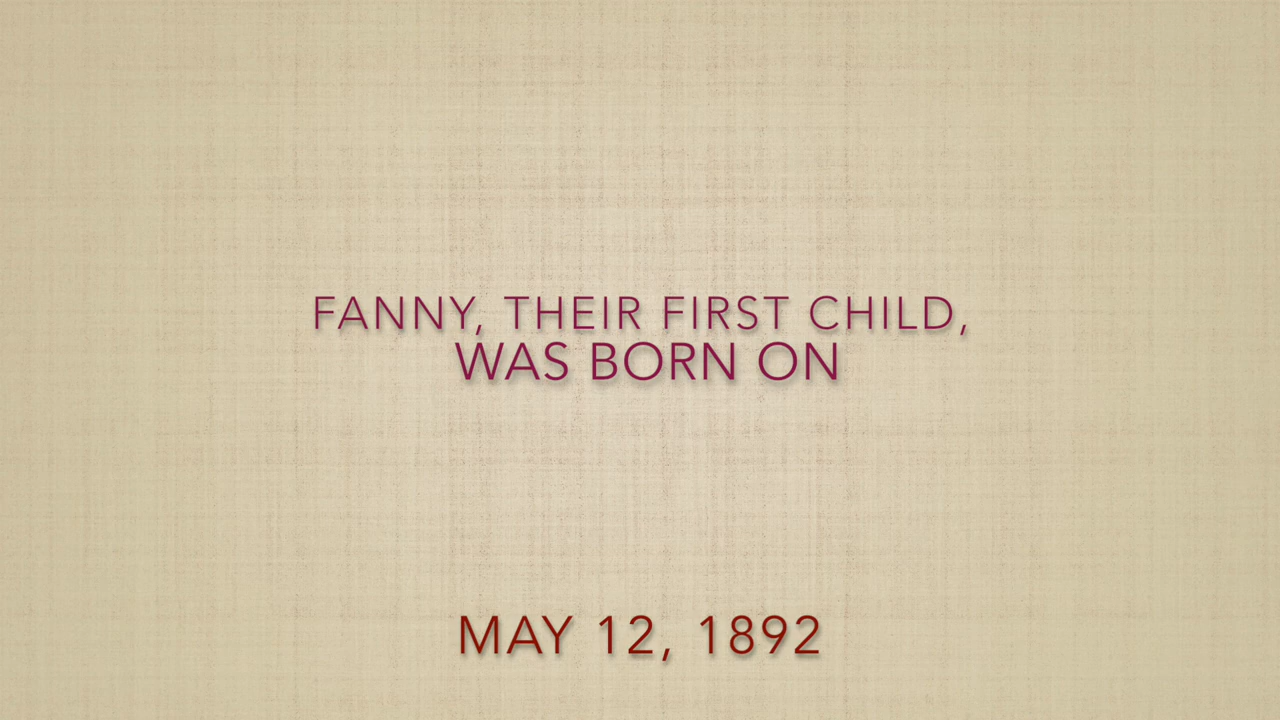 FANNY, THEIR FIRST CHILD,
WAS BORN ON
MAY 12, 1892